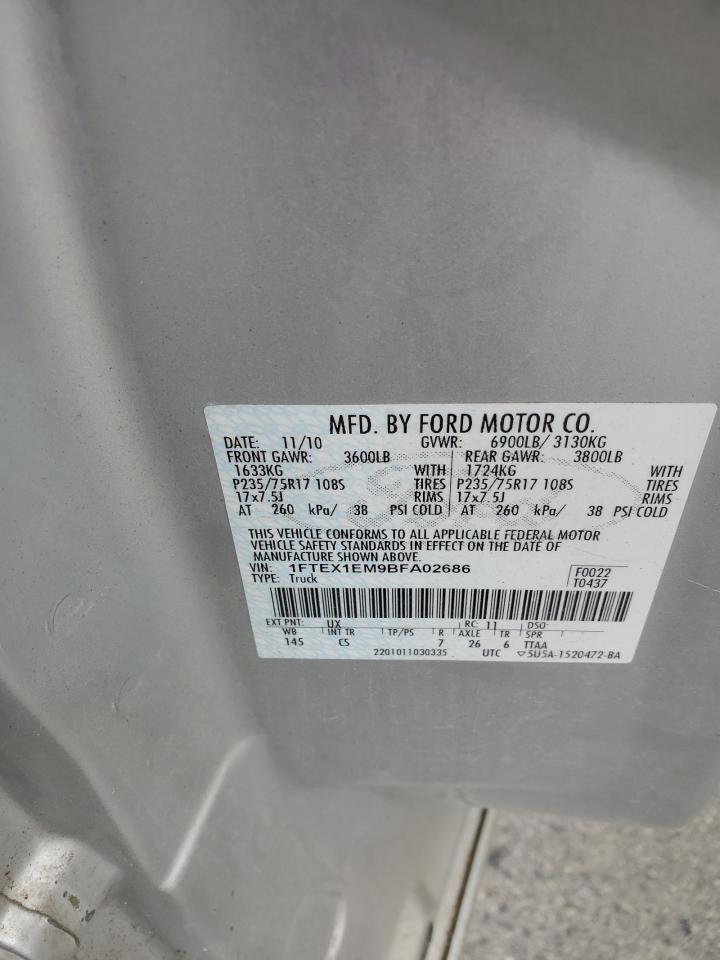 MFD. BY FORD MOTOR CO.
DATE: 11/10 GVWR: 6900LB/ 3130KG
FRONT GAWR: 3600LB REAR GAWR: 3800LB
1633KG WITH 1724KG WITH
P235/75R17 108S TIRES P235/75R17 108S TIRES
17x7.5J RIMS 17x7.5J RIMS
AT 260 kPa/ 38 PSI COLD AT 260 kPa/ 38 PSI COLD
THIS VEHICLE CONFORMS TO ALL APPLICABLE FEDERAL MOTOR
VEHICLE SAFETY STANDARDS IN EFFECT ON THE DATE OF
MANUFACTURE SHOWN ABOVE.
VIN: 1FTEX1EM9BFA02686 F0022
TYPE: Truck T0437
EXT PNT: UX RC: 11 DSO:
WB INT TR TP/PS R AXLE TR SPR
145 CS 7 26 6 TTAA
2201011030335 UTC ▽5U5A-1520472-BA